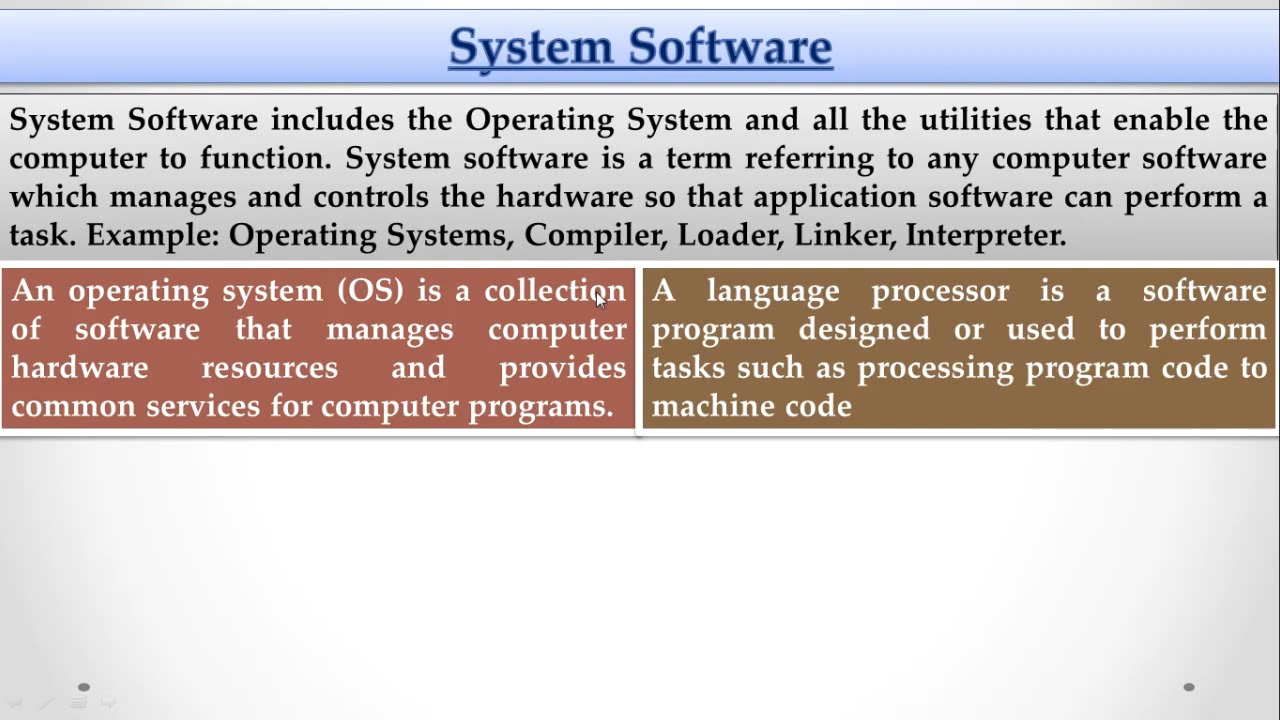 System Software
System Software includes the Operating System and all the utilities that enable the
computer to function. System software is a term referring to any computer software
which manages and controls the hardware so that application software can perform a
task. Example: Operating Systems, Compiler, Loader, Linker, Interpreter.
An operating system (OS) is a collection
of software that manages computer
hardware resources and provides
common services for computer programs.
A language processor is a software
program designed or used to perform
tasks such as processing program code to
machine code